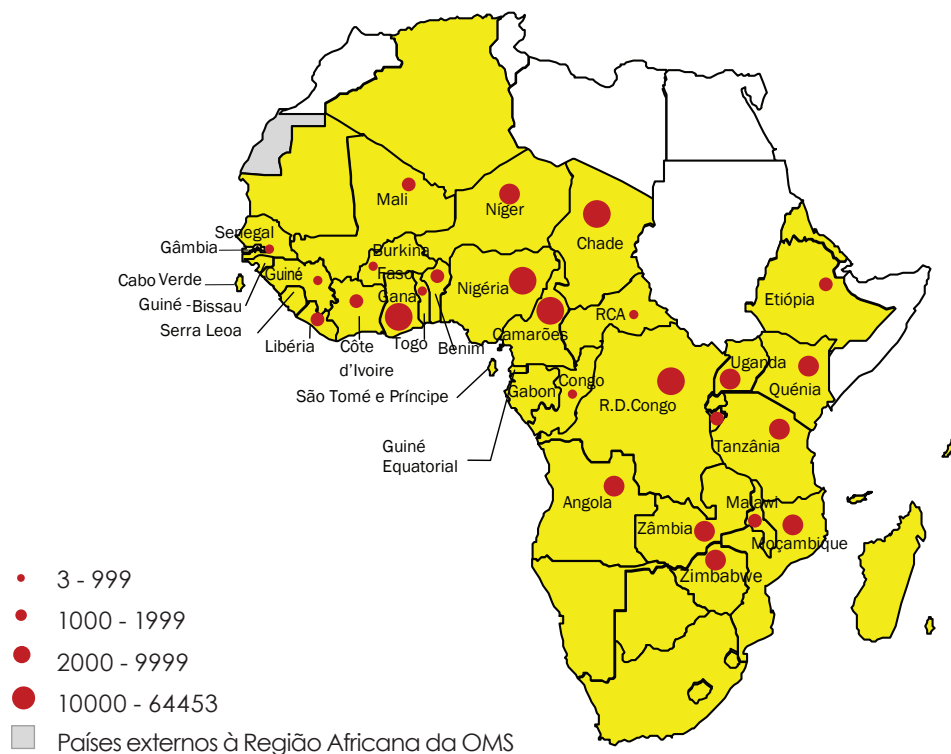 Mali
Níger
Chade
Senegal
Gâmbia
Burkina
Faso
Guiné
Cabo Verde
Gana
Nigéria
Etiópia
Guiné -Bissau
RCA
Serra Leoa
Camarões
Libéria
Côte
d'Ivoire
Togo
Benim
Uganda
São Tomé e Príncipe
Gabon
Congo
R.D.Congo
Quénia
Tanzânia
Guiné
Equatorial
Angola
Malawi
Zâmbia
Moçambique
Zimbabwe
3 - 999
1000 - 1999
2000 - 9999
10000 - 64453
Países externos à Região Africana da OMS